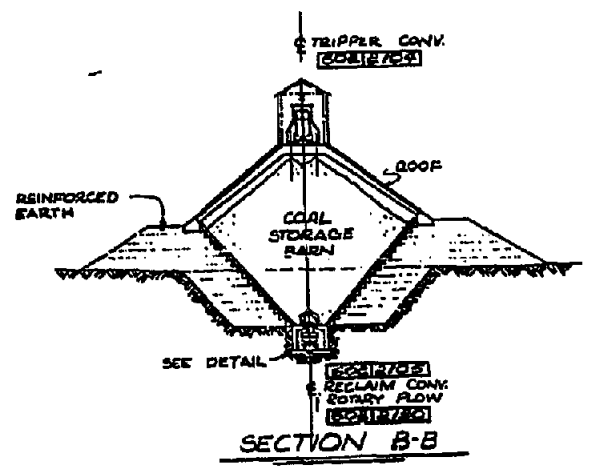 ℄ TRIPPER CONV.
ROOF
REINFORCED
EARTH
COAL
STORAGE
BARN
SEE DETAIL
℄ RECLAIM CONV.
ROTARY PLOW
SECTION B-B